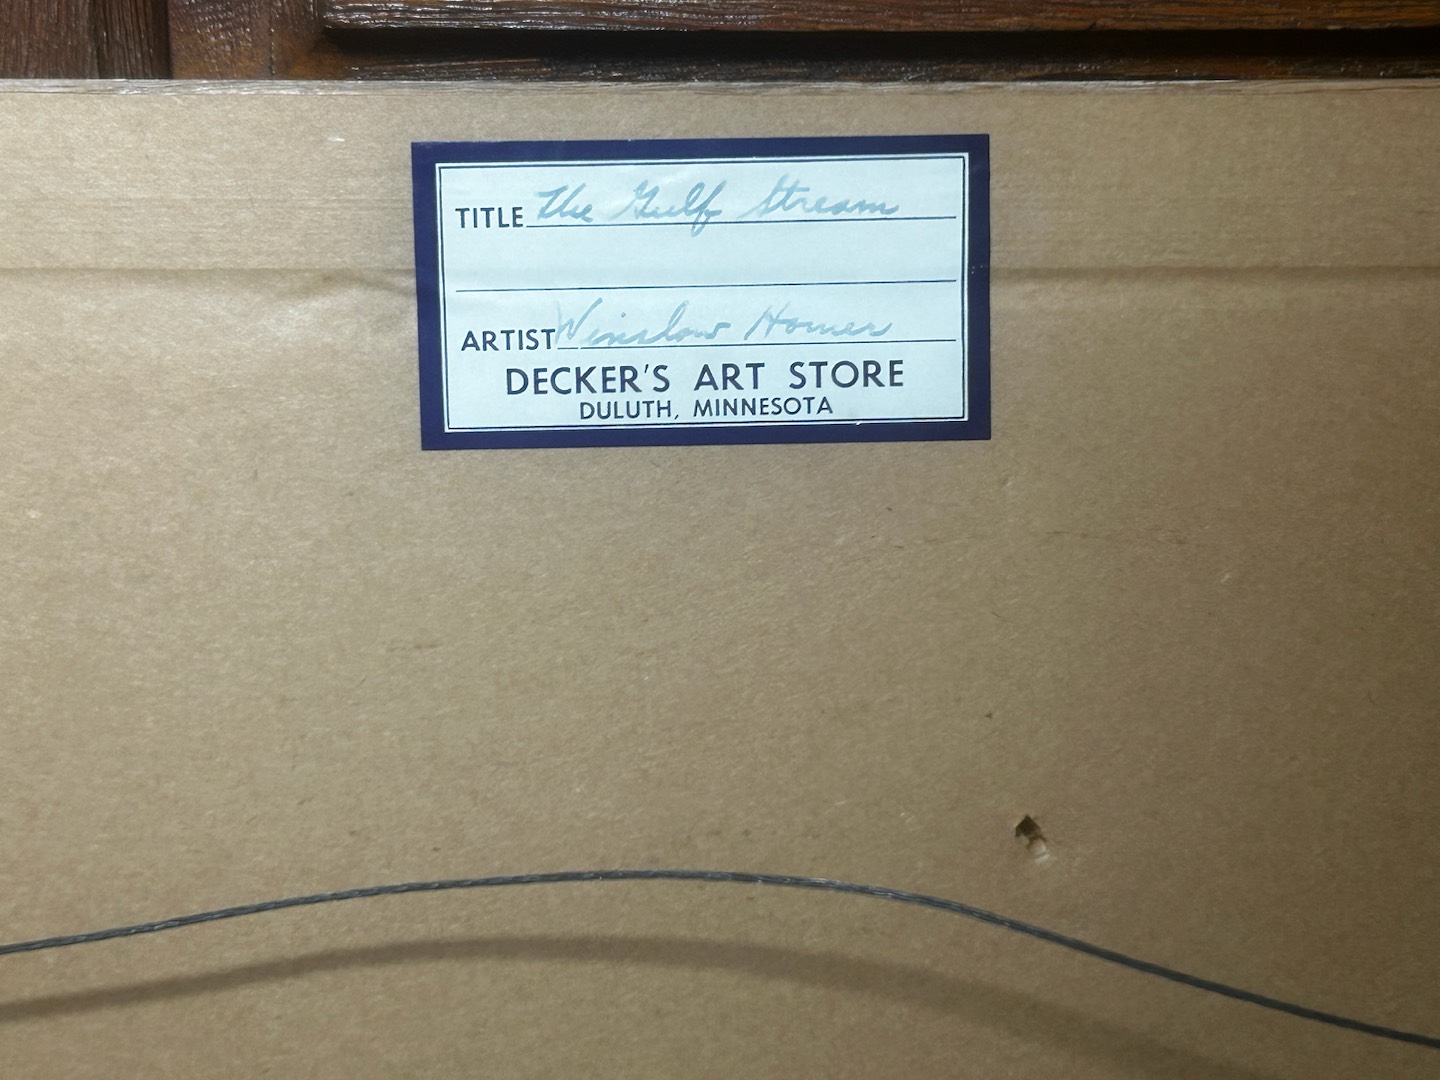 TITLE The Gulf Stream
ARTIST Winslow Homer
DECKER'S ART STORE
DULUTH, MINNESOTA